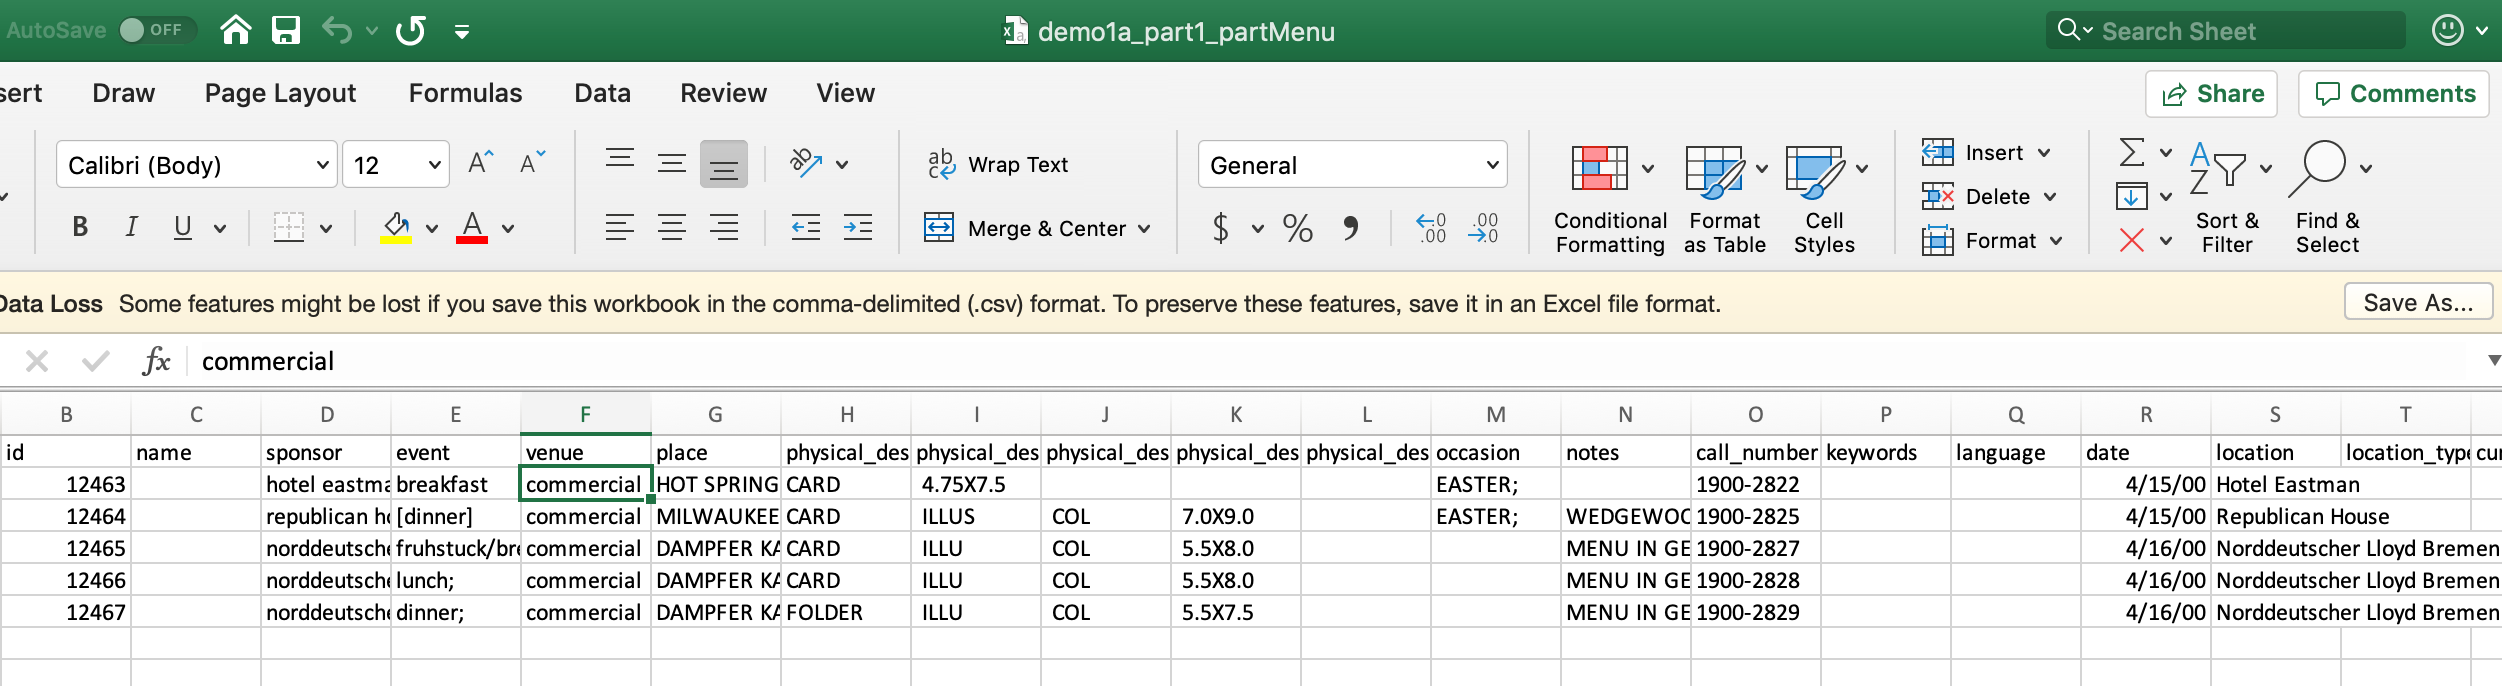 AutoSave OFF demo1a_part1_partMenu Search Sheet
sert Draw Page Layout Formulas Data Review View Share Comments
Calibri (Body) 12 A A ab Wrap Text General Insert
c
Delete
B I U A Merge & Center $ % , 0 .00 .00 0 Conditional Formatting Format as Table Cell Styles Format Sort & Filter Find & Select
Data Loss Some features might be lost if you save this workbook in the comma-delimited (.csv) format. To preserve these features, save it in an Excel file format. Save As...
fx commercial
B C D E F G H I J K L M N O P Q R S T
id name sponsor event venue place physical_des physical_des physical_des physical_des physical_des occasion notes call_number keywords language date location location_type cur
12463 hotel eastma breakfast commercial HOT SPRING CARD 4.75X7.5 EASTER; 1900-2822 4/15/00 Hotel Eastman
12464 republican ho [dinner] commercial MILWAUKEE CARD ILLUS COL 7.0X9.0 EASTER; WEDGEWOO 1900-2825 4/15/00 Republican House
12465 norddeutsche fruhstuck/bre commercial DAMPFER KA CARD ILLU COL 5.5X8.0 MENU IN GE 1900-2827 4/16/00 Norddeutscher Lloyd Bremen
12466 norddeutsche lunch; commercial DAMPFER KA CARD ILLU COL 5.5X8.0 MENU IN GE 1900-2828 4/16/00 Norddeutscher Lloyd Bremen
12467 norddeutsche dinner; commercial DAMPFER KA FOLDER ILLU COL 5.5X7.5 MENU IN GE 1900-2829 4/16/00 Norddeutscher Lloyd Bremen